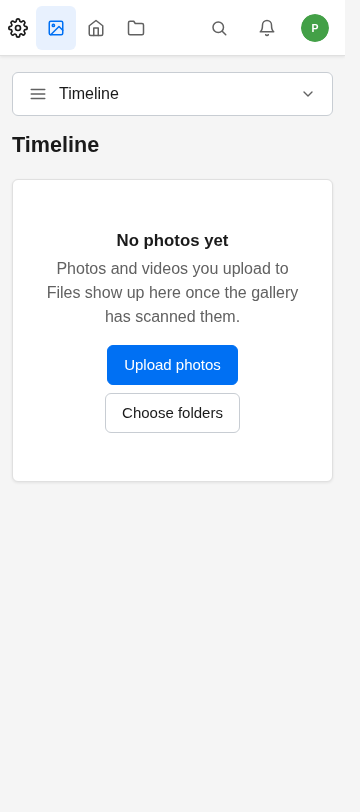 P
Timeline
Timeline
No photos yet
Photos and videos you upload to
Files show up here once the gallery
has scanned them.
Upload photos
Choose folders